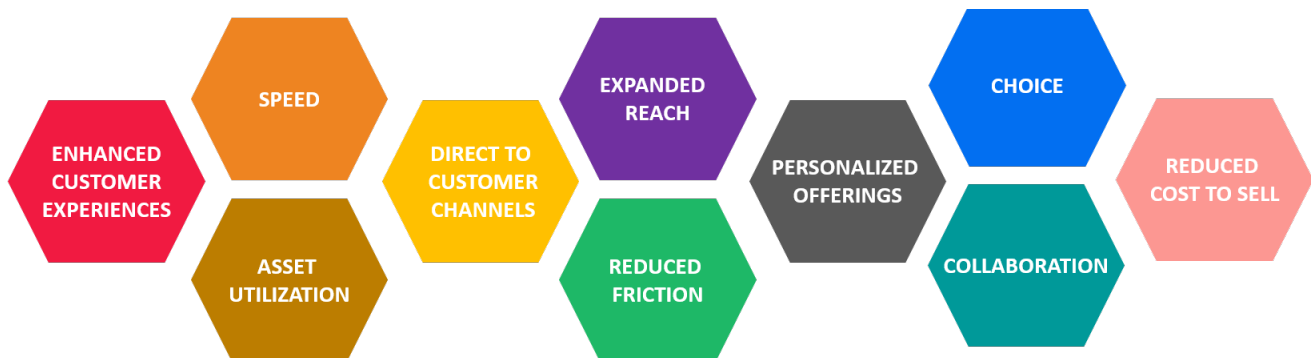 ENHANCED
CUSTOMER
EXPERIENCES
SPEED
ASSET
UTILIZATION
DIRECT TO
CUSTOMER
CHANNELS
EXPANDED
REACH
REDUCED
FRICTION
PERSONALIZED
OFFERINGS
CHOICE
COLLABORATION
REDUCED
COST TO SELL